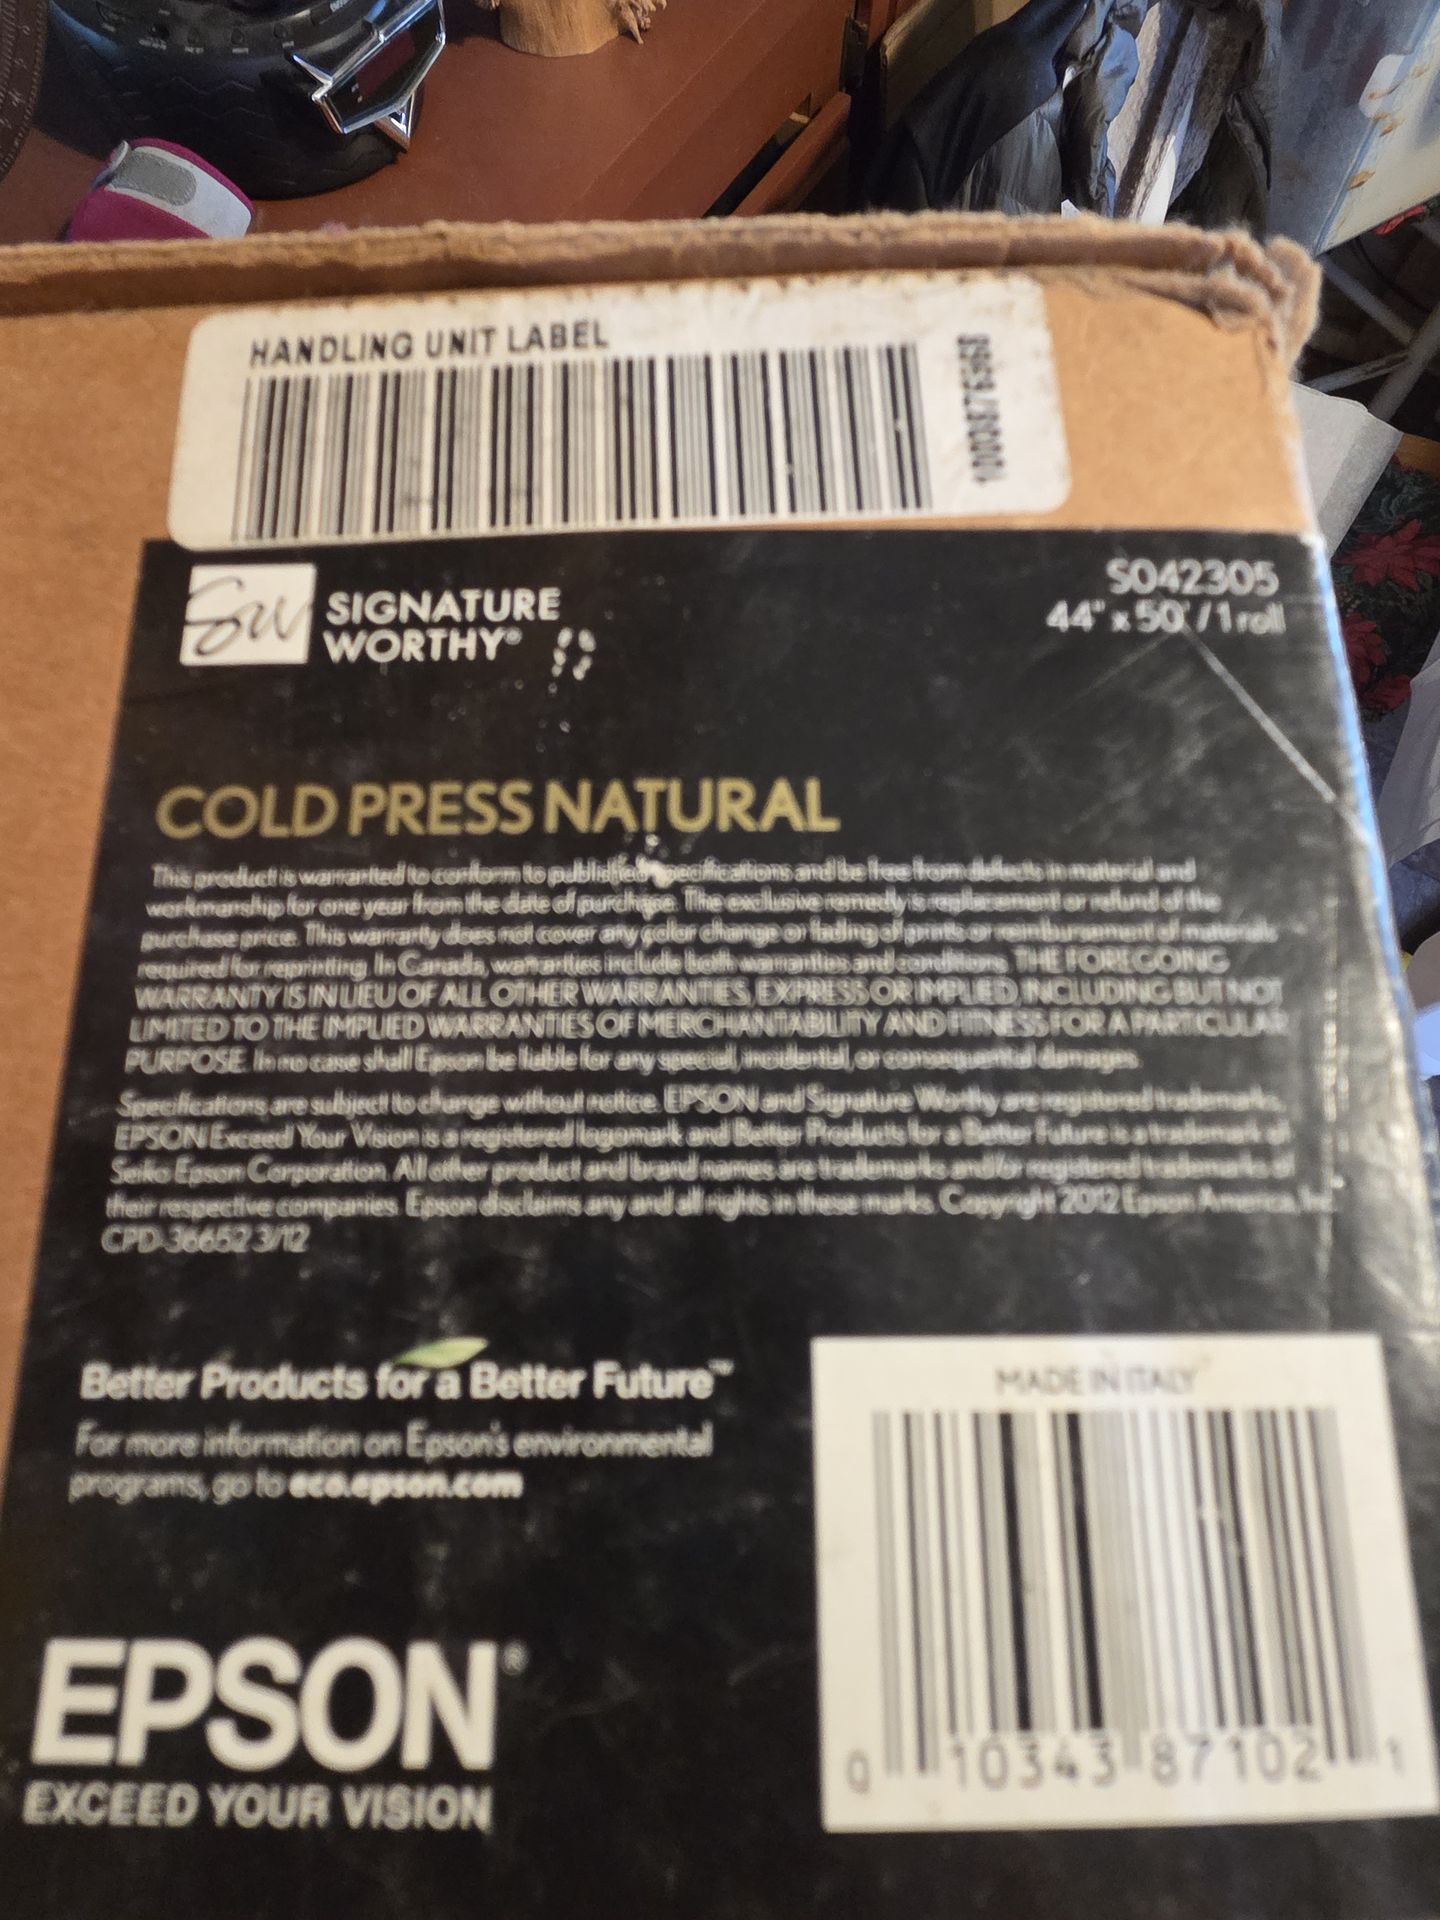 HANDLING UNIT LABEL
SW
SIGNATURE
WORTHY®
S042305
44" x 50' / 1 roll
COLD PRESS NATURAL
This product is warranted to conform to published specifications and be free from defects in material and
workmanship for one year from the date of purchase. The exclusive remedy is replacement or refund of the
purchase price. This warranty does not cover any color change or fading of prints or reimbursement of materials
required for reprinting. In Canada, warranties include both warranties and conditions. THE FOREGOING
WARRANTY IS IN LIEU OF ALL OTHER WARRANTIES, EXPRESS OR IMPLIED, INCLUDING BUT NOT
LIMITED TO THE IMPLIED WARRANTIES OF MERCHANTABILITY AND FITNESS FOR A PARTICULAR
PURPOSE. In no case shall Epson be liable for any special, incidental, or consequential damages.
Specifications are subject to change without notice. EPSON and Signature Worthy are registered trademarks,
EPSON Exceed Your Vision is a registered logomark and Better Products for a Better Future is a trademark of
Seiko Epson Corporation. All other product and brand names are trademarks and/or registered trademarks of
their respective companies. Epson disclaims any and all rights in these marks. Copyright 2012 Epson America, Inc.
CPD-36652 3/12
Better Products for a Better Future™
For more information on Epson's environmental
programs, go to eco.epson.com
MADE IN ITALY
0 10343 87102 1
EPSON®
EXCEED YOUR VISION